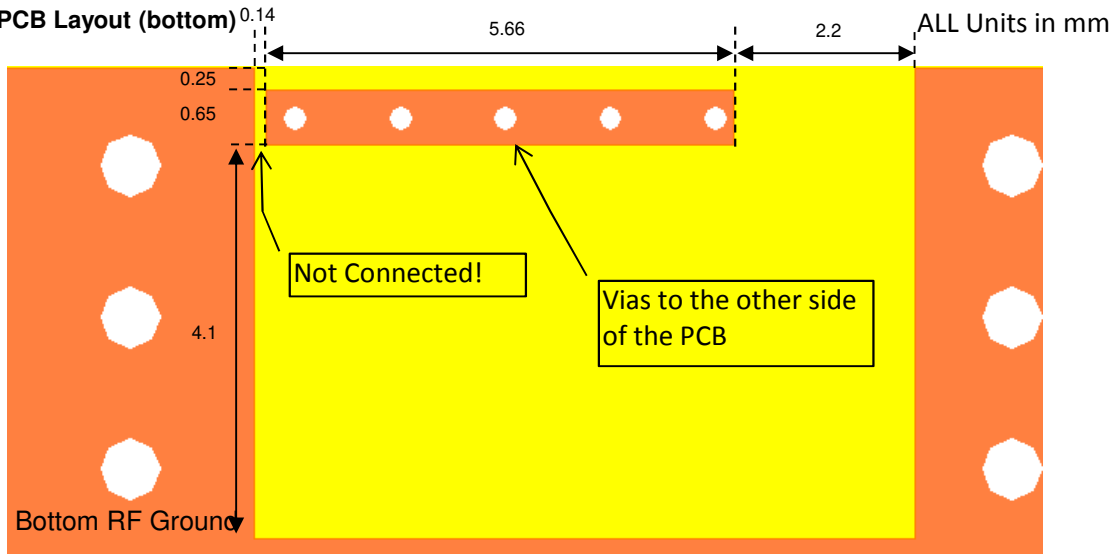 PCB Layout (bottom)
0.14
5.66
2.2
ALL Units in mm
0.25
0.65
Not Connected!
Vias to the other side
of the PCB
4.1
Bottom RF Ground